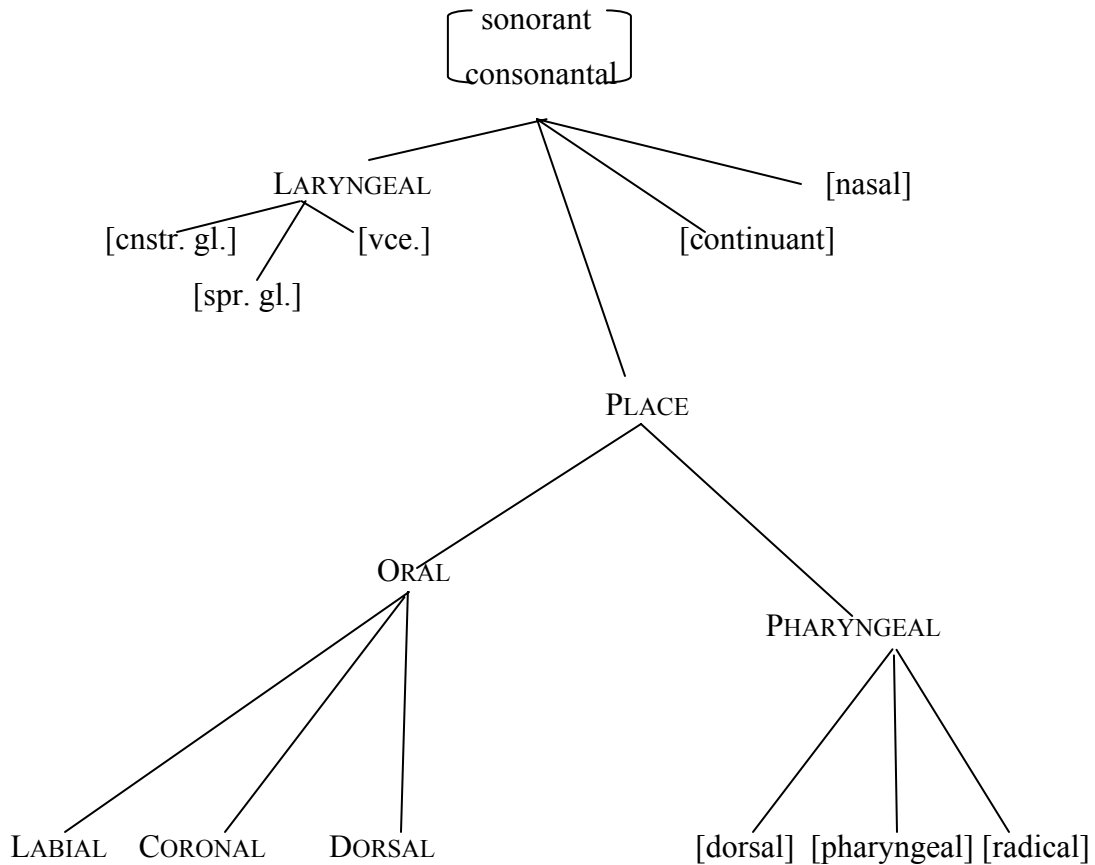 sonorant
consonantal
[nasal]
LARYNGEAL
[cnstr. gl.] [vce.] [continuant]
[spr. gl.]
PLACE
ORAL
PHARYNGEAL
LABIAL CORONAL DORSAL [dorsal] [pharyngeal] [radical]